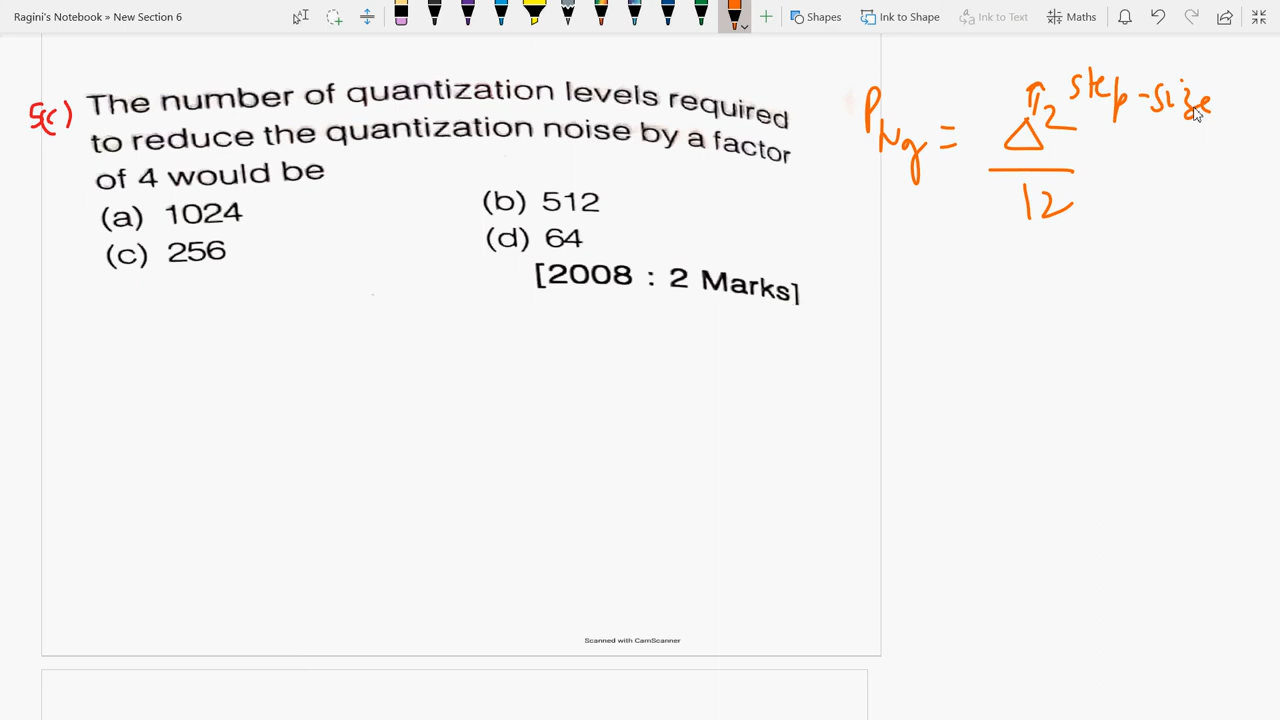 Ragini's Notebook » New Section 6
Shapes
Ink to Shape
Ink to Text
Maths
5(c) The number of quantization levels required
to reduce the quantization noise by a factor
of 4 would be
(a) 1024 (b) 512
(c) 256 (d) 64
[2008 : 2 Marks]
P_Nq = Δ² / 12
step-size
Scanned with CamScanner